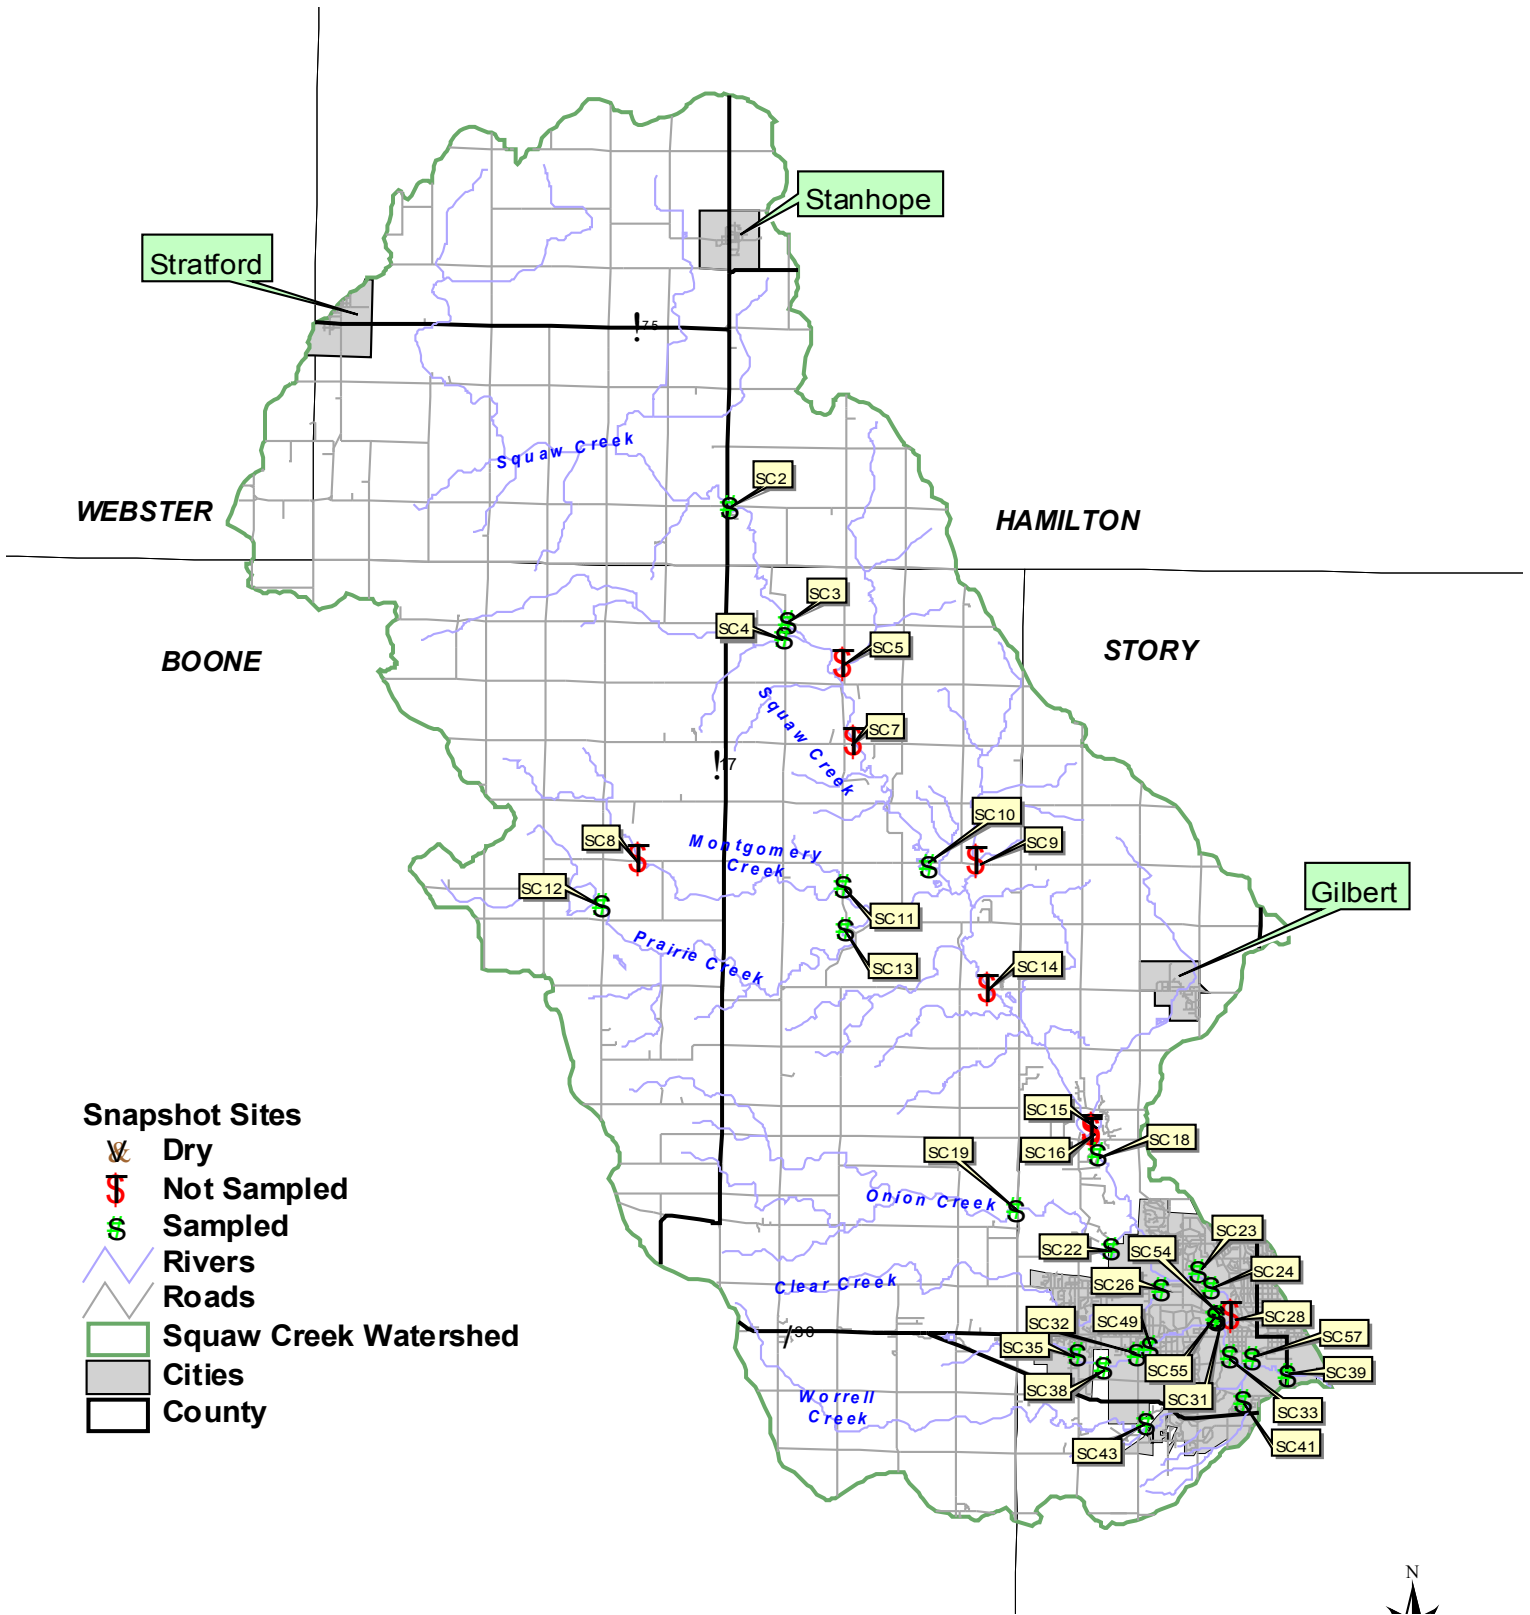 Stanhope
Stratford
75
Squaw Creek
SC2
WEBSTER
HAMILTON
SC3
SC4
SC5
BOONE
STORY
Squaw Creek
SC7
17
SC10
SC8
Montgomery
Creek
SC9
SC12
Gilbert
SC11
Prairie Creek
SC13
SC14
Snapshot Sites
Dry
Not Sampled
Sampled
Rivers
Roads
Squaw Creek Watershed
Cities
County
SC15
SC16
SC18
SC19
Onion Creek
SC22
SC54
SC23
SC26
SC24
Clear Creek
SC32
SC49
SC28
30
SC35
SC57
SC55
SC39
SC38
SC31
SC33
Worrell
Creek
SC43
SC41
N